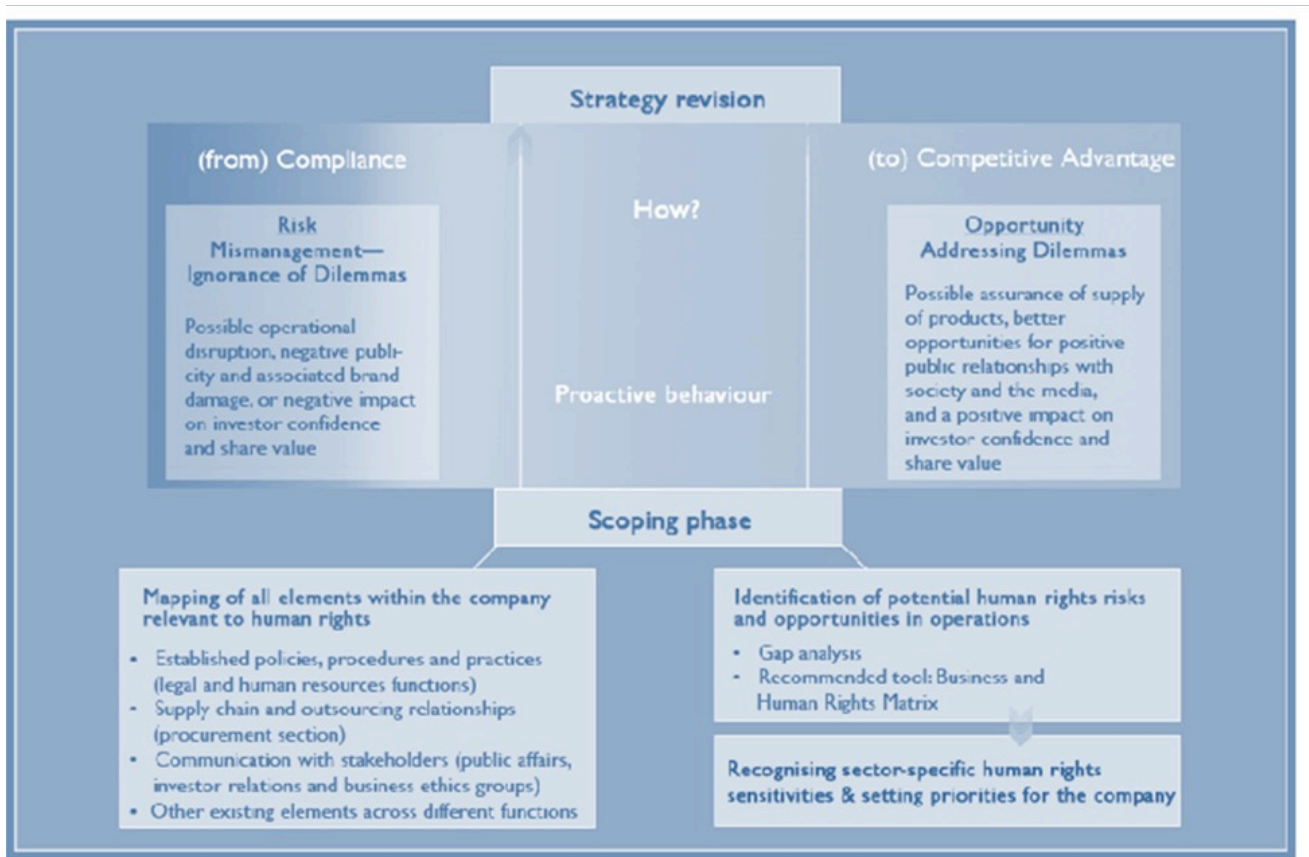 Strategy revision
(from) Compliance
Risk
Mismanagement—
Ignorance of Dilemmas
Possible operational
disruption, negative publi-
city and associated brand
damage, or negative impact
on investor confidence
and share value
How?
Proactive behaviour
(to) Competitive Advantage
Opportunity
Addressing Dilemmas
Possible assurance of supply
of products, better
opportunities for positive
public relationships with
society and the media,
and a positive impact on
investor confidence and
share value
Scoping phase
Mapping of all elements within the company
relevant to human rights
• Established policies, procedures and practices
(legal and human resources functions)
• Supply chain and outsourcing relationships
(procurement section)
• Communication with stakeholders (public affairs,
investor relations and business ethics groups)
• Other existing elements across different functions
Identification of potential human rights risks
and opportunities in operations
• Gap analysis
• Recommended tool: Business and
Human Rights Matrix
Recognising sector-specific human rights
sensitivities & setting priorities for the company